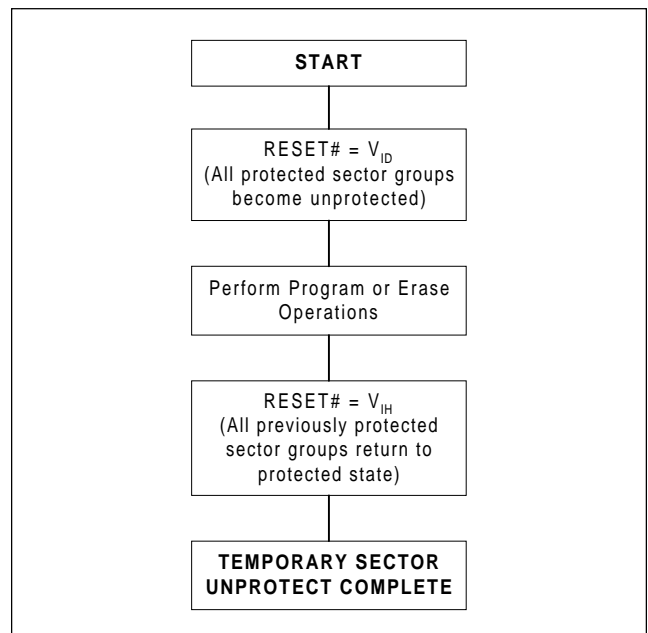 START
RESET# = V_ID
(All protected sector groups
become unprotected)
Perform Program or Erase
Operations
RESET# = V_IH
(All previously protected
sector groups return to
protected state)
TEMPORARY SECTOR
UNPROTECT COMPLETE